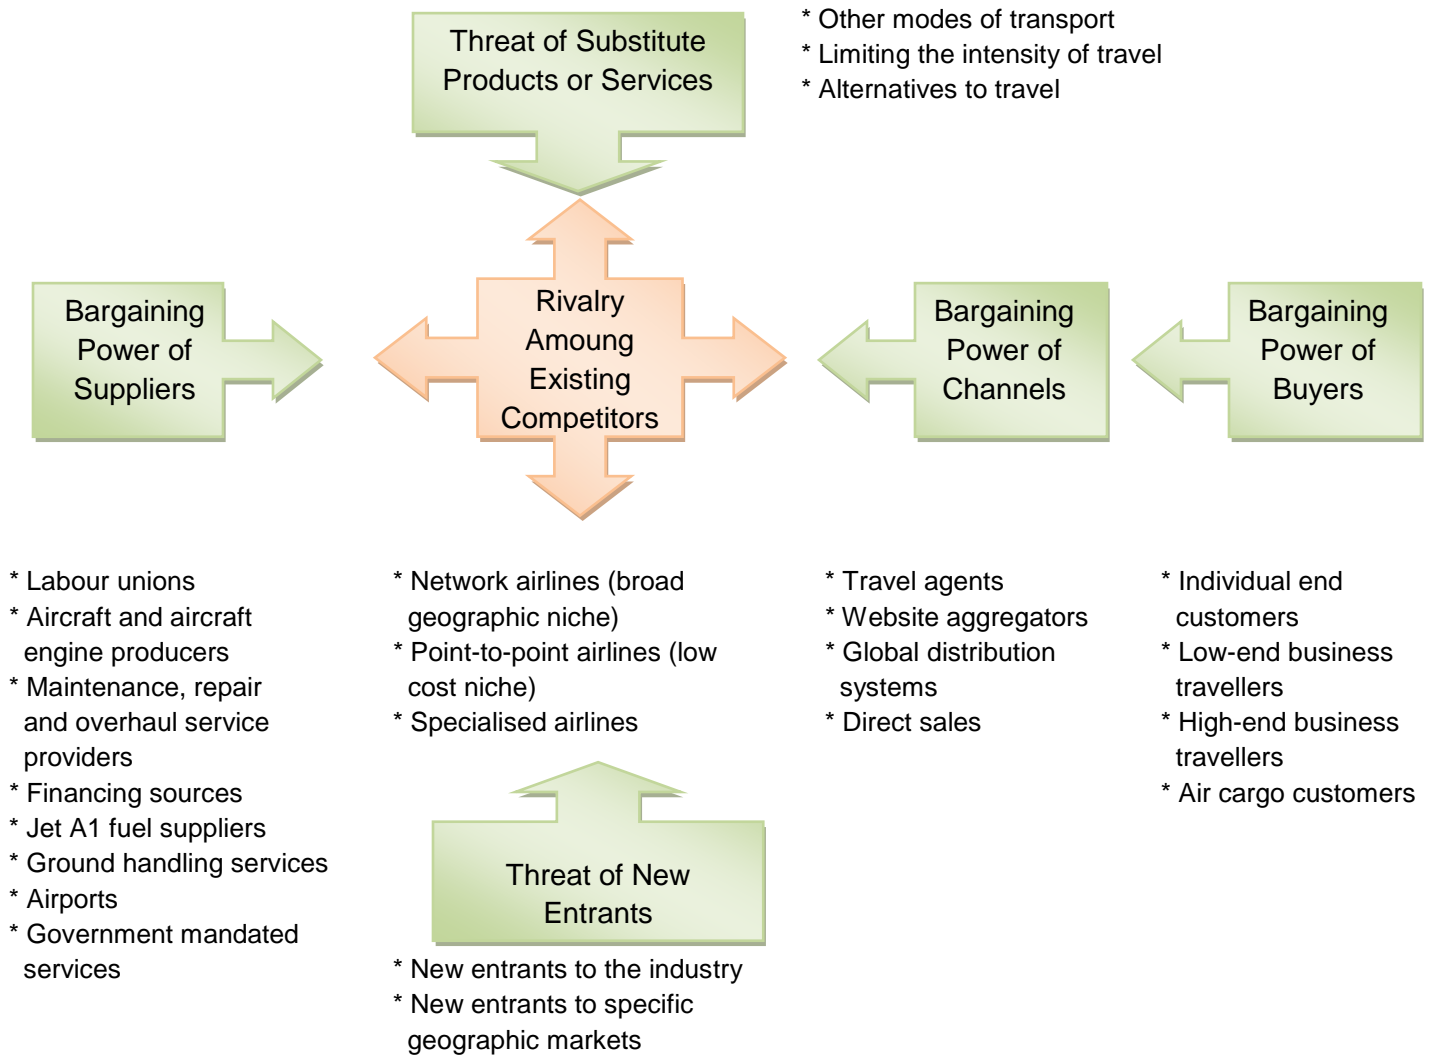 Threat of Substitute
Products or Services
* Other modes of transport
* Limiting the intensity of travel
* Alternatives to travel
Bargaining
Power of
Suppliers
Rivalry
Amoung
Existing
Competitors
Bargaining
Power of
Channels
Bargaining
Power of
Buyers
* Labour unions
* Aircraft and aircraft
engine producers
* Maintenance, repair
and overhaul service
providers
* Financing sources
* Jet A1 fuel suppliers
* Ground handling services
* Airports
* Government mandated
services
* Network airlines (broad
geographic niche)
* Point-to-point airlines (low
cost niche)
* Specialised airlines
* Travel agents
* Website aggregators
* Global distribution
systems
* Direct sales
* Individual end
customers
* Low-end business
travellers
* High-end business
travellers
* Air cargo customers
Threat of New
Entrants
* New entrants to the industry
* New entrants to specific
geographic markets